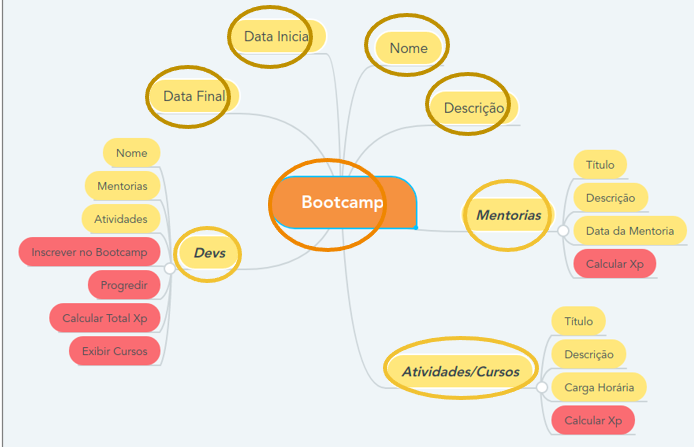 Data Inicial
Nome
Data Final
Descrição
Bootcamp
Devs
Nome
Mentorias
Atividades
Inscrever no Bootcamp
Progredir
Calcular Total Xp
Exibir Cursos
Mentorias
Título
Descrição
Data da Mentoria
Calcular Xp
Atividades/Cursos
Título
Descrição
Carga Horária
Calcular Xp